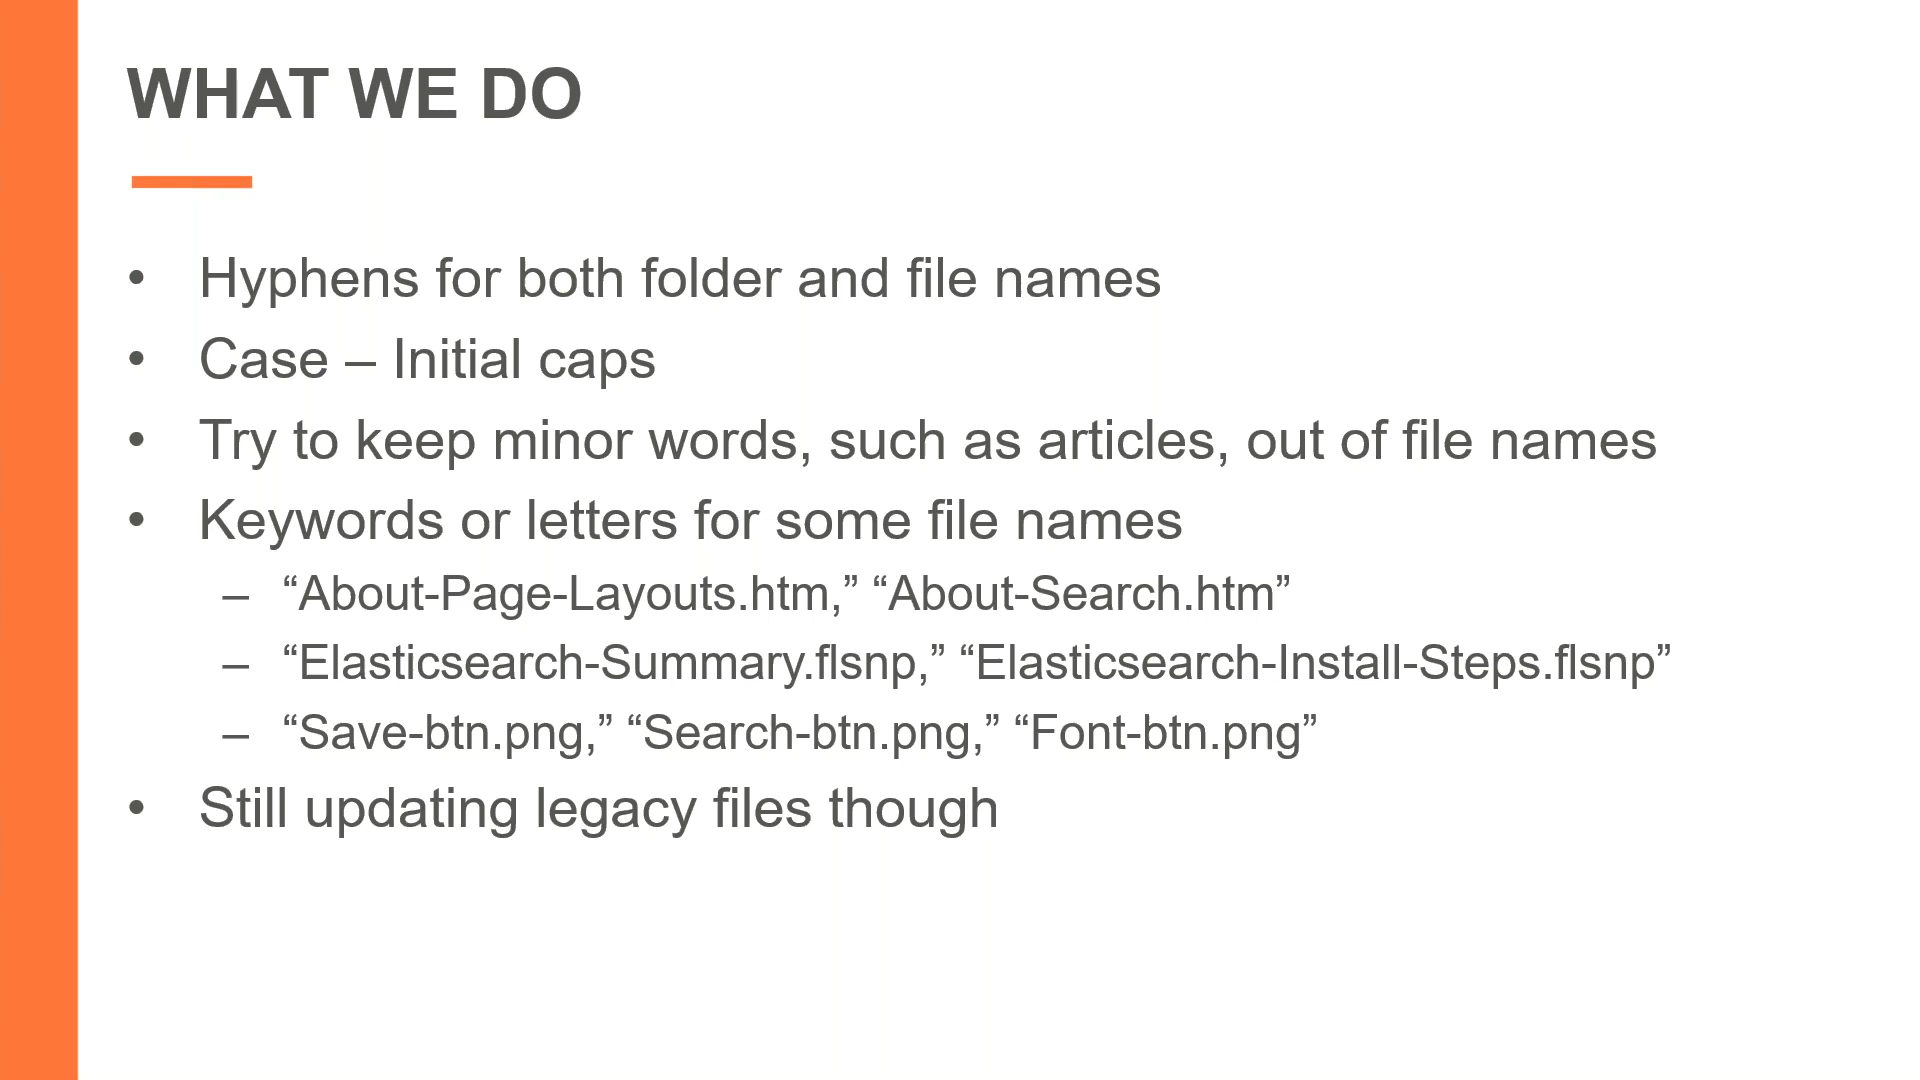 WHAT WE DO
• Hyphens for both folder and file names
• Case – Initial caps
• Try to keep minor words, such as articles, out of file names
• Keywords or letters for some file names
– “About-Page-Layouts.htm,” “About-Search.htm”
– “Elasticsearch-Summary.flsnp,” “Elasticsearch-Install-Steps.flsnp”
– “Save-btn.png,” “Search-btn.png,” “Font-btn.png”
• Still updating legacy files though